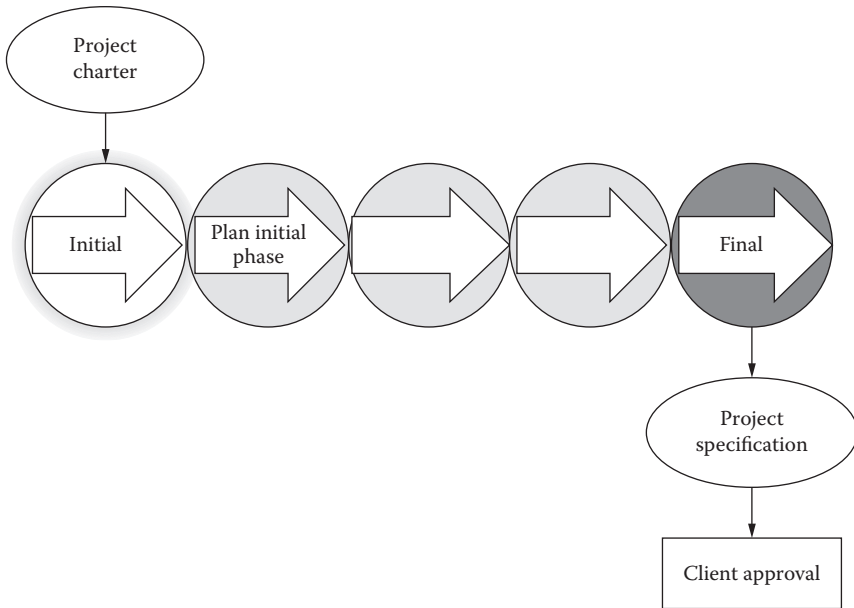 Project
charter
Initial
Plan initial
phase
Final
Project
specification
Client approval